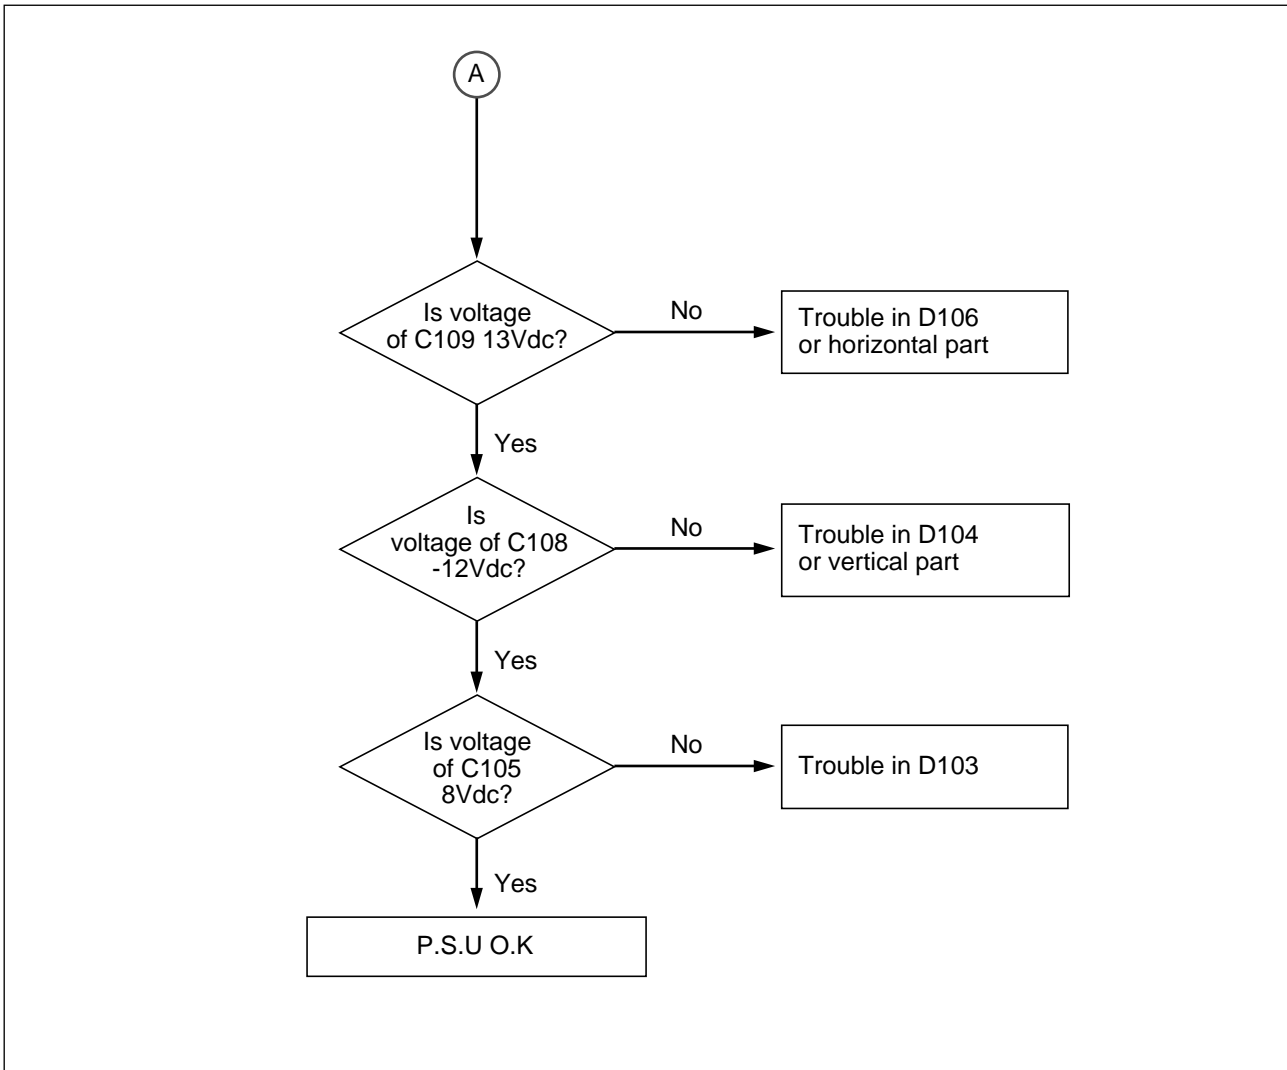 A
Is voltage
of C109 13Vdc?
No
Trouble in D106
or horizontal part
Yes
Is
voltage of C108
-12Vdc?
No
Trouble in D104
or vertical part
Yes
Is voltage
of C105
8Vdc?
No
Trouble in D103
Yes
P.S.U O.K